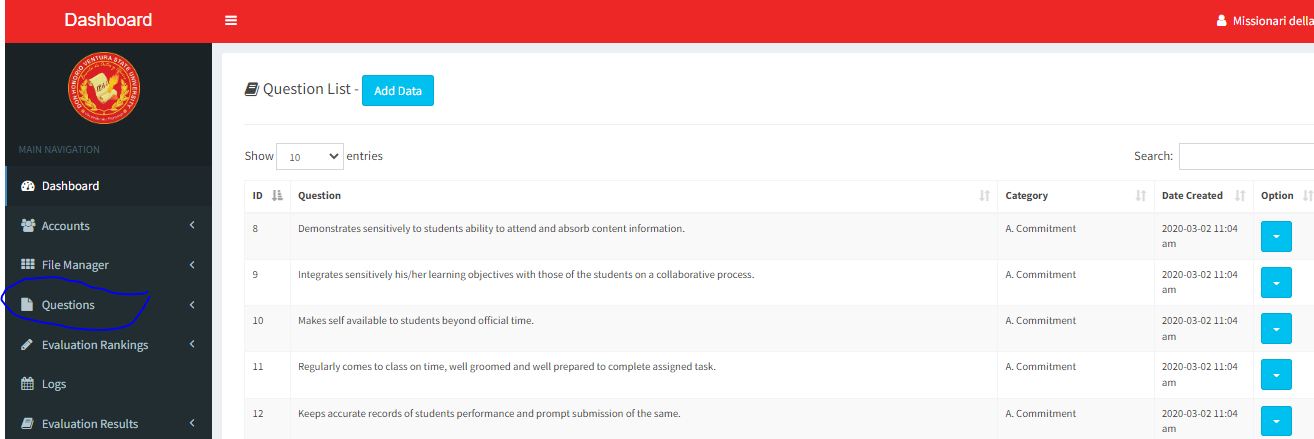 Dashboard
Missionari della
DON HONORIO VENTURA STATE UNIVERSITY
Question List - Add Data
MAIN NAVIGATION
Show 10 entries
Search:
Dashboard
ID Question Category Date Created Option
Accounts
8 Demonstrates sensitively to students ability to attend and absorb content information. A. Commitment 2020-03-02 11:04
am
File Manager
9 Integrates sensitively his/her learning objectives with those of the students on a collaborative process. A. Commitment 2020-03-02 11:04
am
Questions
10 Makes self available to students beyond official time. A. Commitment 2020-03-02 11:04
am
Evaluation Rankings
11 Regularly comes to class on time, well groomed and well prepared to complete assigned task. A. Commitment 2020-03-02 11:04
am
Logs
12 Keeps accurate records of students performance and prompt submission of the same. A. Commitment 2020-03-02 11:04
am
Evaluation Results